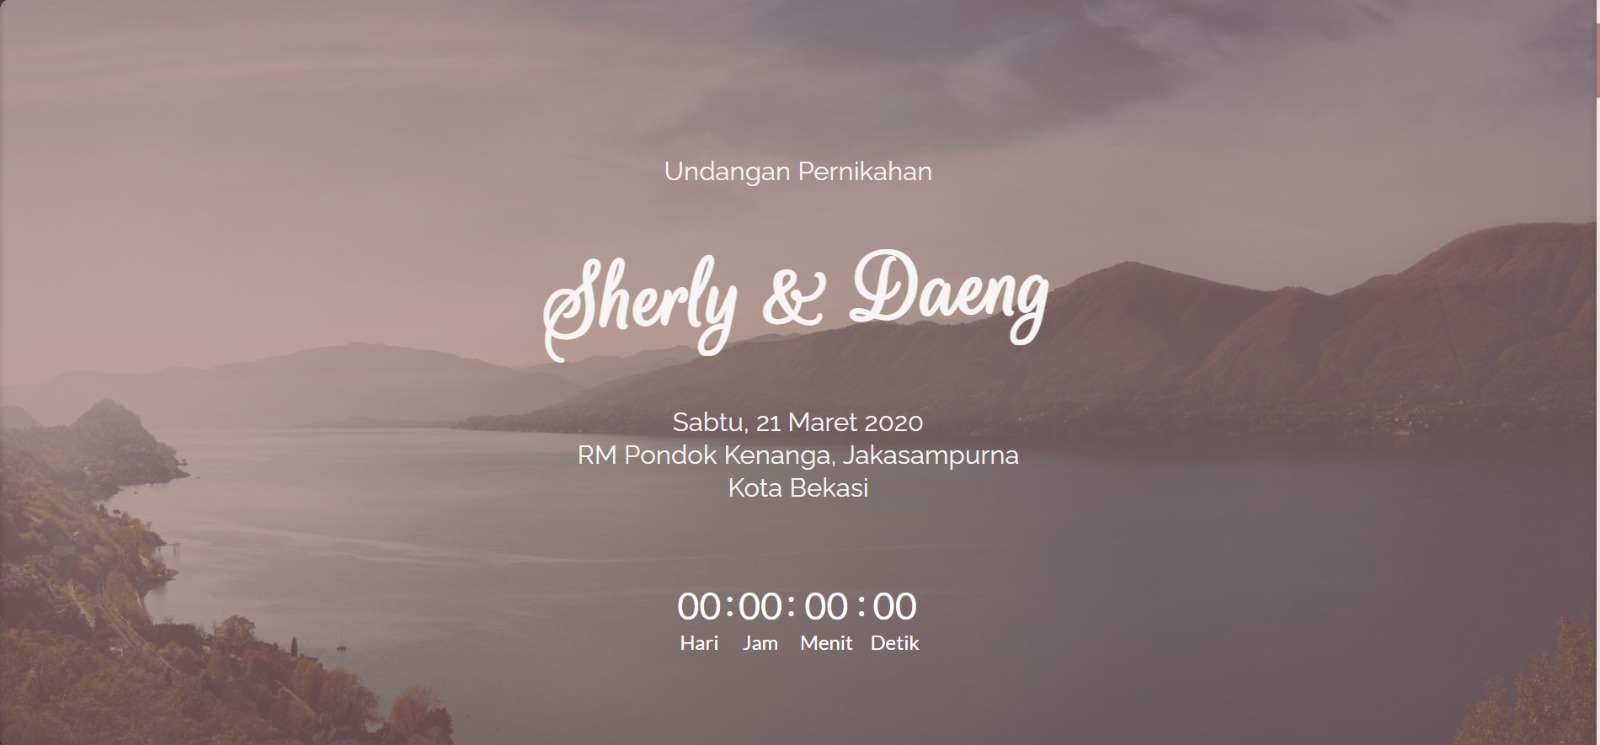 Undangan Pernikahan
Sherly & Daeng
Sabtu, 21 Maret 2020
RM Pondok Kenanga, Jakasampurna
Kota Bekasi
00:00:00:00
Hari Jam Menit Detik